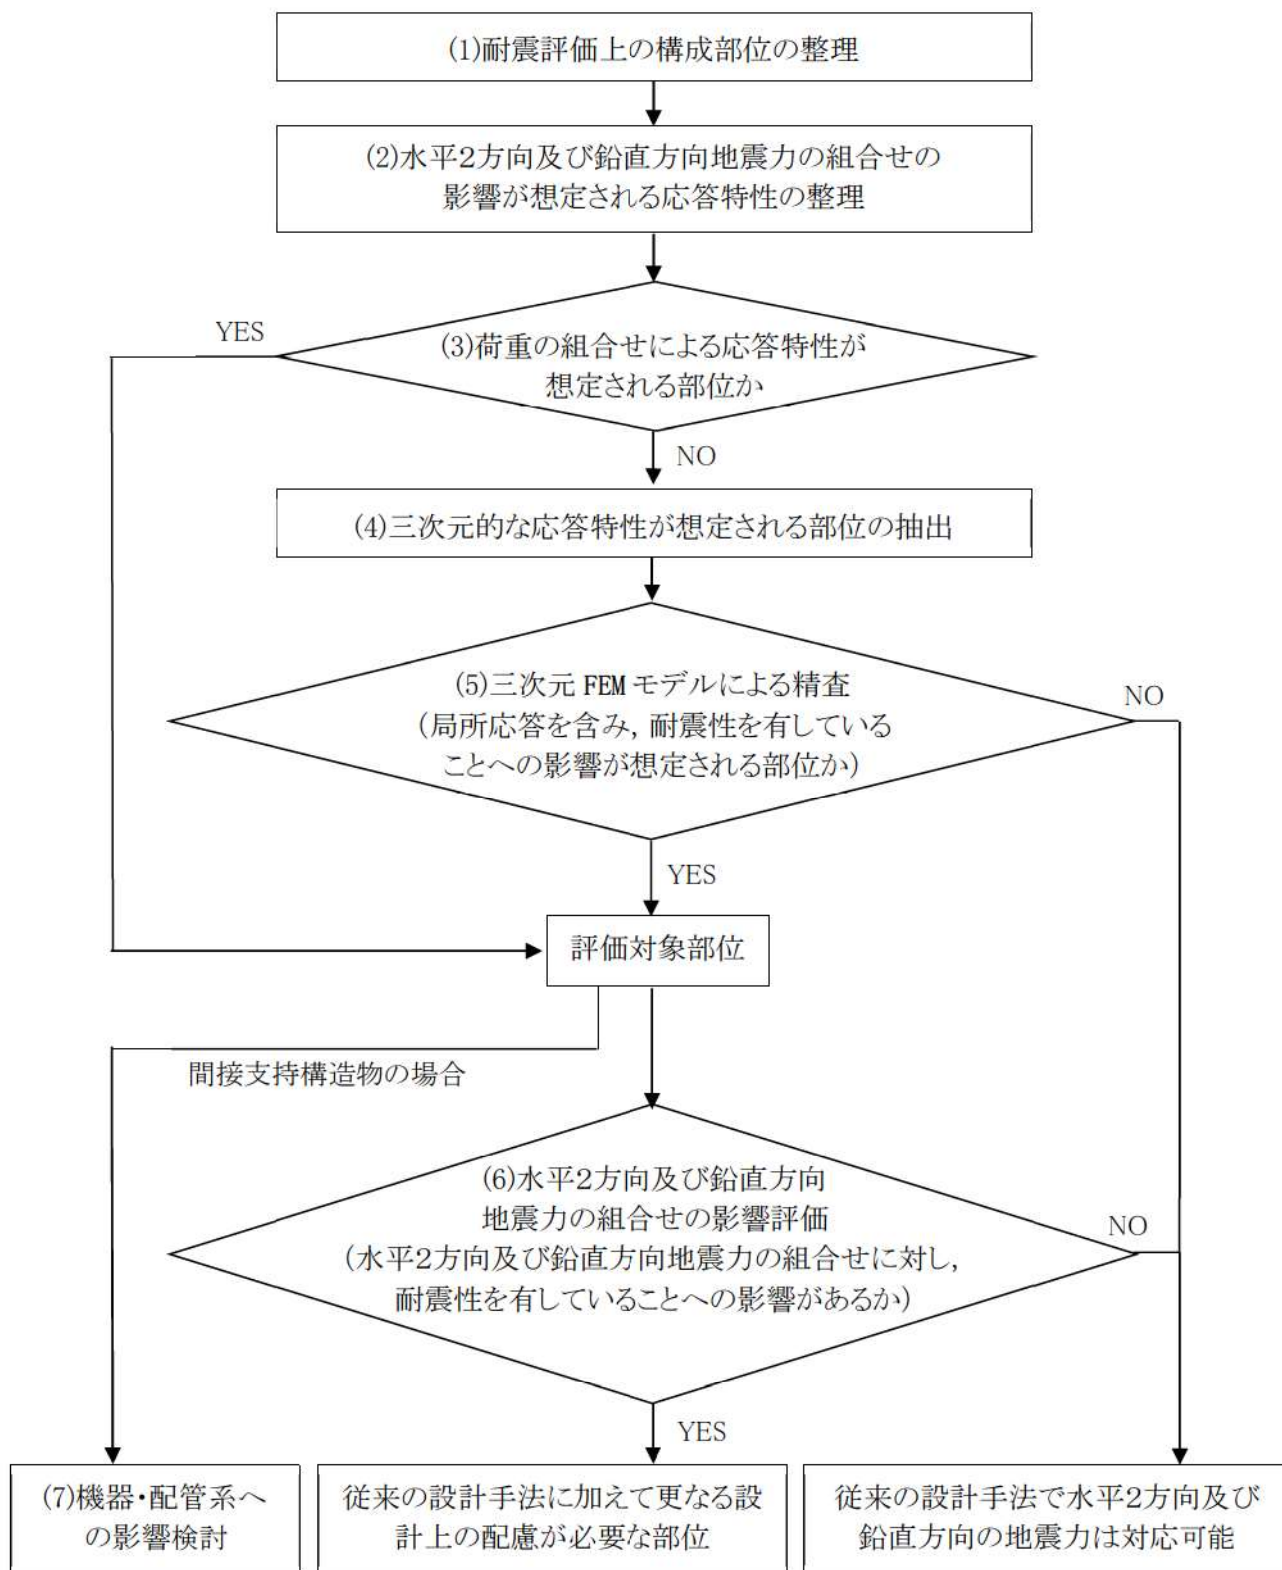 (1)耐震評価上の構成部位の整理
(2)水平2方向及び鉛直方向地震力の組合せの
影響が想定される応答特性の整理
YES
(3)荷重の組合せによる応答特性が
想定される部位か
NO
(4)三次元的な応答特性が想定される部位の抽出
(5)三次元 FEM モデルによる精査
(局所応答を含み, 耐震性を有している
ことへの影響が想定される部位か)
NO
YES
評価対象部位
間接支持構造物の場合
(6)水平2方向及び鉛直方向
地震力の組合せの影響評価
(水平2方向及び鉛直方向地震力の組合せに対し,
耐震性を有していることへの影響があるか)
NO
YES
(7)機器・配管系へ
の影響検討
従来の設計手法に加えて更なる設
計上の配慮が必要な部位
従来の設計手法で水平2方向及び
鉛直方向の地震力は対応可能